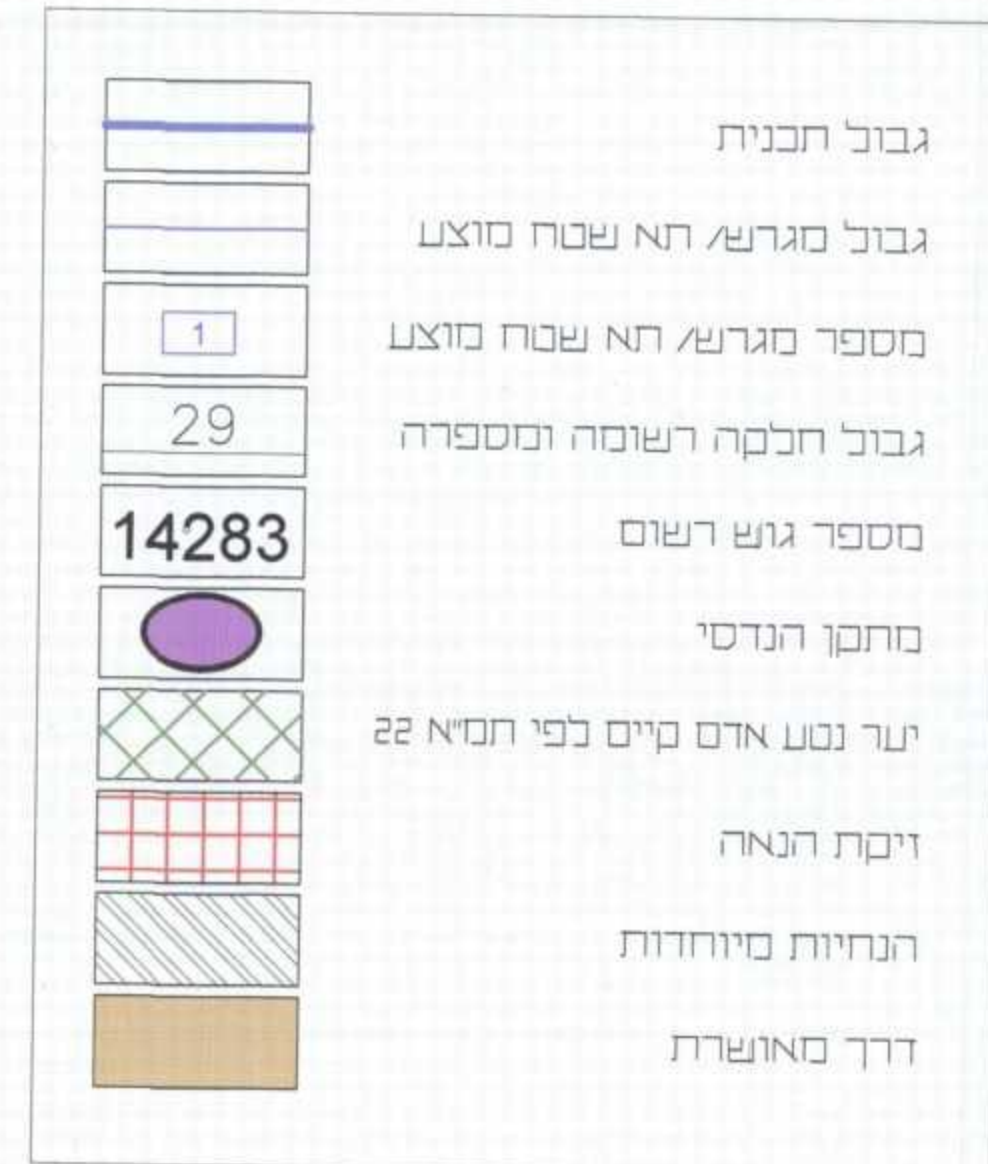 גבול תכנית
גבול מגרש/ תא שטח מוצע
מספר מגרש/ תא שטח מוצע
1
גבול חלקה רשומה ומספרה
29
מספר גוש רשום
14283
מתקן הנדסי
יער נטע אדם קיים לפי תמ"א 22
זיקת הנאה
הנחיות מיוחדות
דרך מאושרת